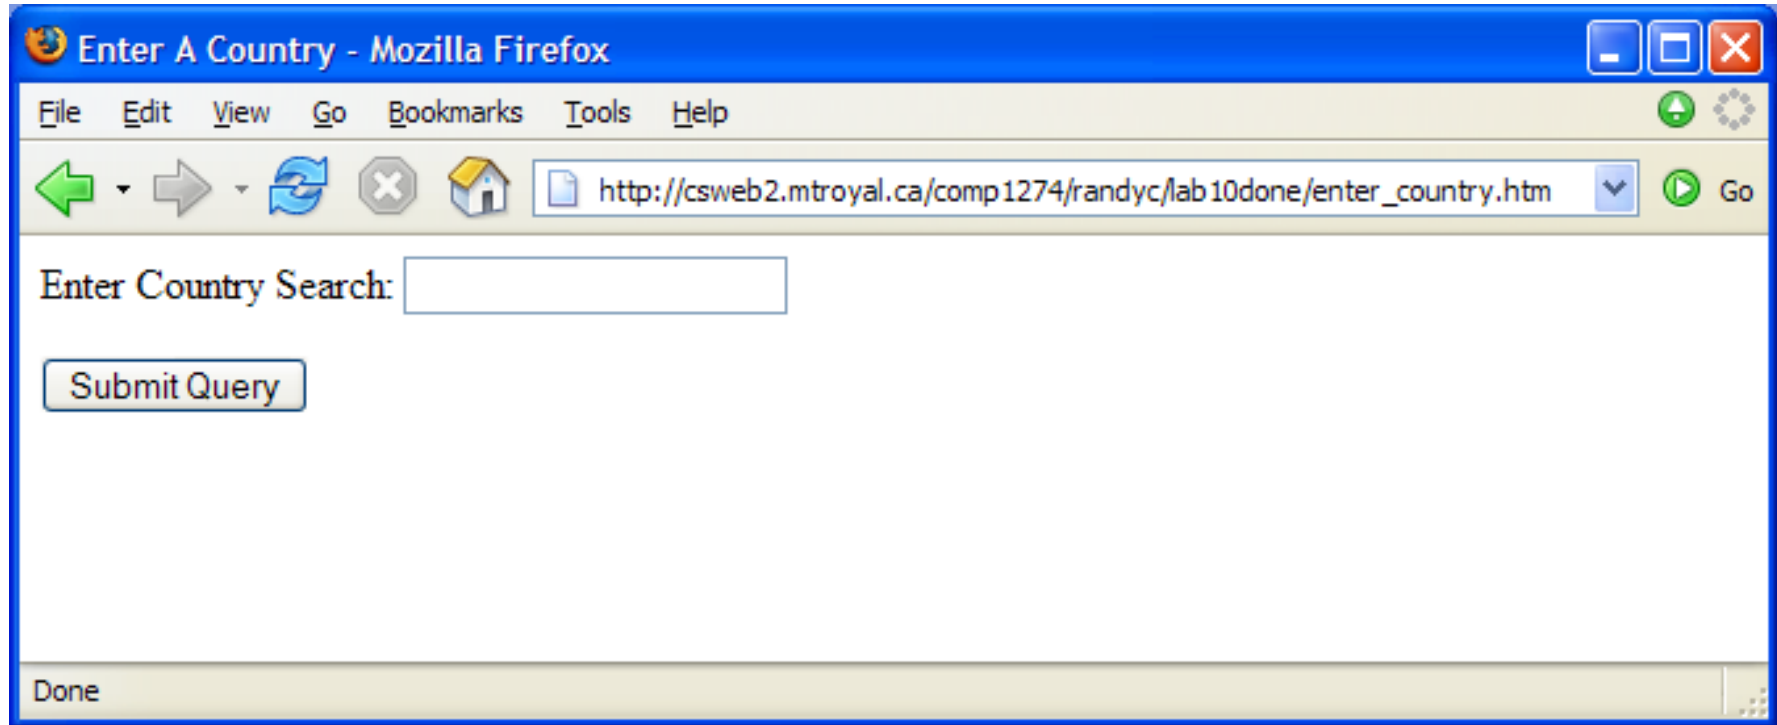 Enter A Country - Mozilla Firefox
File Edit View Go Bookmarks Tools Help
http://csweb2.mtroyal.ca/comp1274/randyc/lab10done/enter_country.htm Go
Enter Country Search:
Submit Query
Done